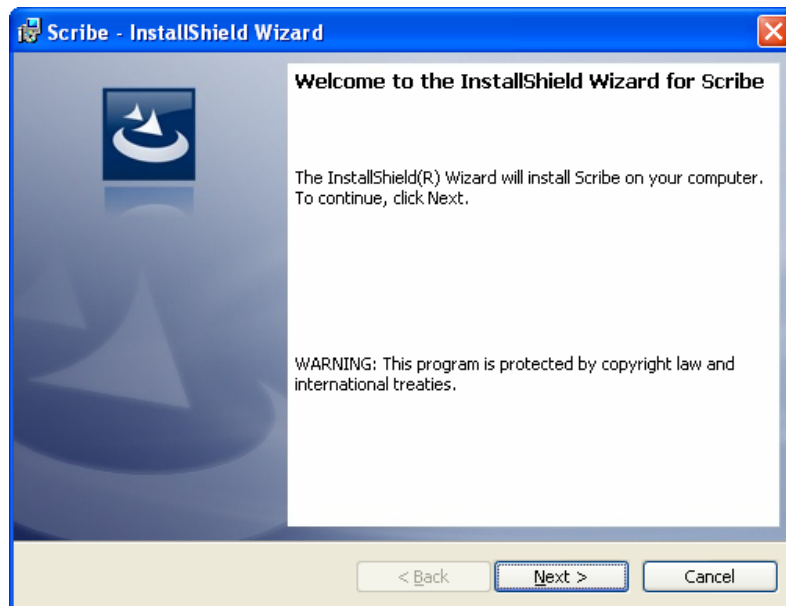 Scribe - InstallShield Wizard
Welcome to the InstallShield Wizard for Scribe
The InstallShield(R) Wizard will install Scribe on your computer.
To continue, click Next.
WARNING: This program is protected by copyright law and
international treaties.
< Back Next > Cancel